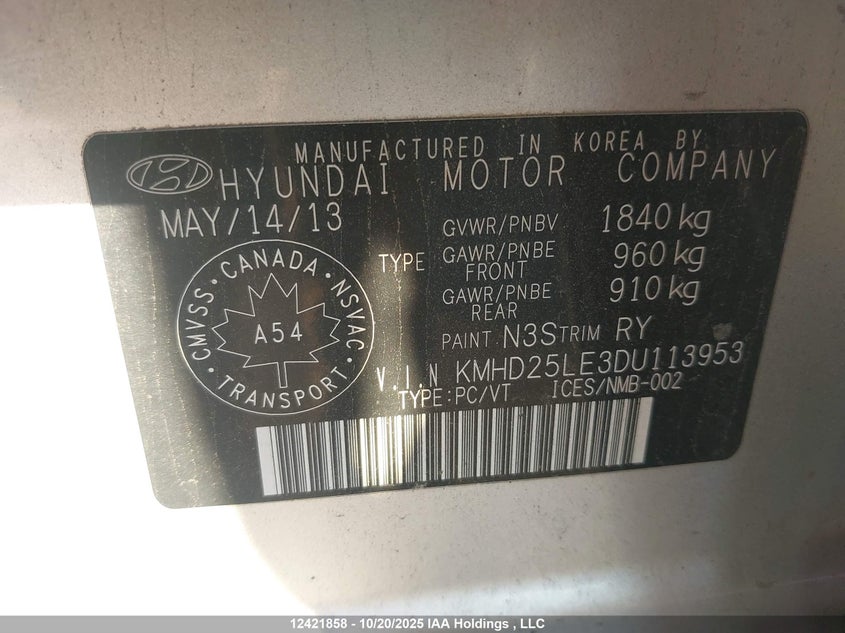 MANUFACTURED IN KOREA BY
HYUNDAI MOTOR COMPANY
MAY/14/13
GVWR/PNBV 1840 kg
TYPE
GAWR/PNBE FRONT 960 kg
GAWR/PNBE REAR 910 kg
CMVSS · CANADA · NSVAC · TRANSPORT ·
A54
PAINT N3S TRIM RY
V.I.N KMHD25LE3DU113953
TYPE:PC/VT ICES/NMB-002
12421858 - 10/20/2025 IAA Holdings , LLC